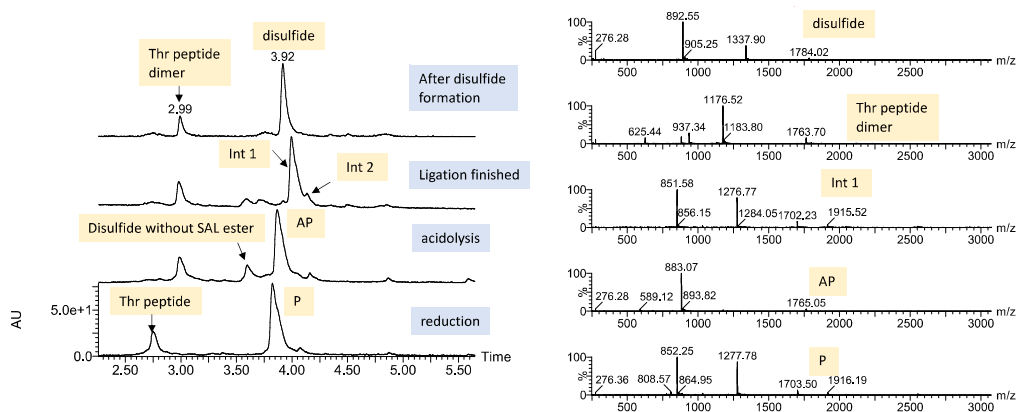 disulfide
Thr peptide
dimer
3.92
2.99
After disulfide
formation
Int 1
Int 2
Ligation finished
Disulfide without SAL ester
AP
acidolysis
Thr peptide
P
reduction
AU
5.0e+1
0.0
Time
2.50 3.00 3.50 4.00 4.50 5.00 5.50
disulfide
100
%
276.28
892.55
905.25
1337.90
1784.02
m/z
500 1000 1500 2000 2500 3000
Thr peptide
dimer
100
%
625.44
937.34
1176.52
1183.80
1763.70
m/z
500 1000 1500 2000 2500 3000
Int 1
100
%
851.58
856.15
1276.77
1284.05
1702.23
1915.52
m/z
500 1000 1500 2000 2500 3000
AP
100
%
276.28
589.12
883.07
893.82
1765.05
m/z
500 1000 1500 2000 2500 3000
P
100
%
276.36
808.57
852.25
864.95
1277.78
1703.50
1916.19
m/z
500 1000 1500 2000 2500 3000